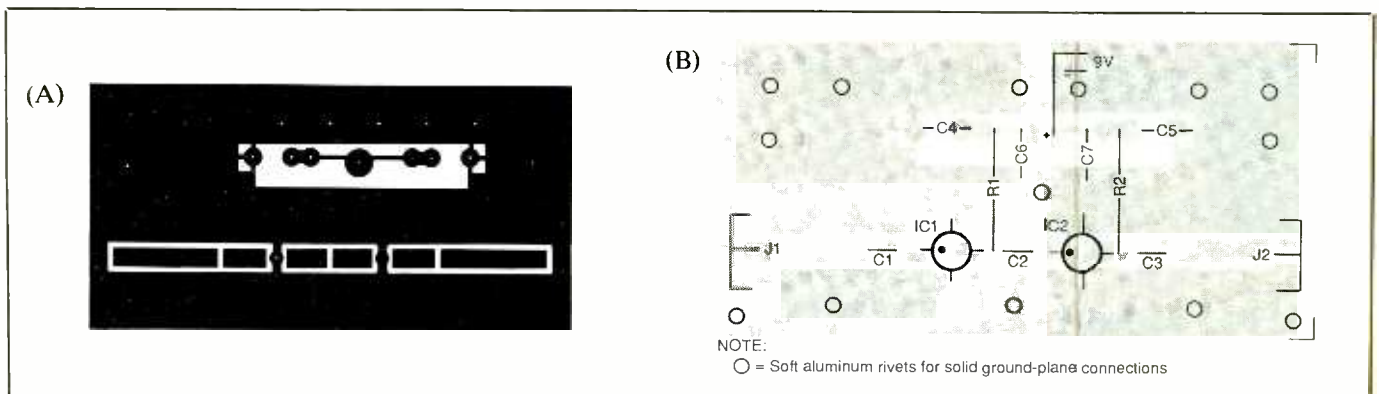 (A)
(B)
9V
C4
C6
C7
C5
R1
R2
IC1
IC2
J1
C1
C2
C3
J2
NOTE:
= Soft aluminum rivets for solid ground-plane connections